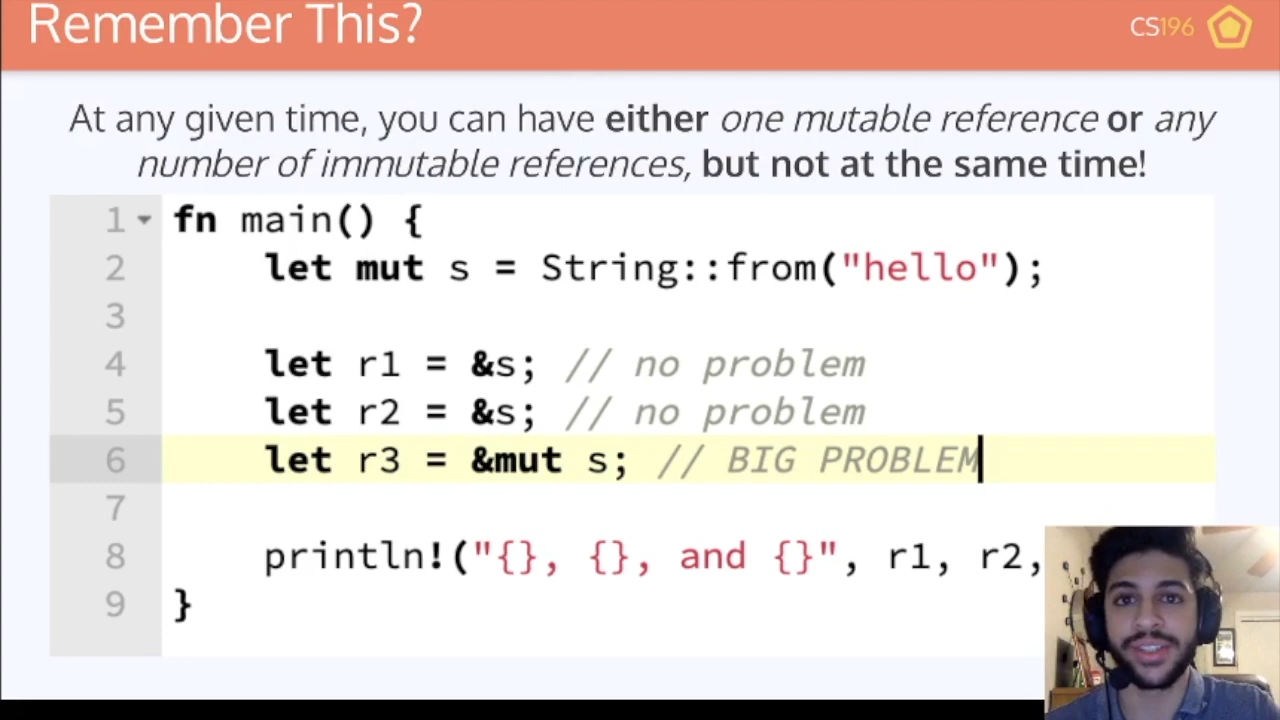 Remember This?
CS196
At any given time, you can have either one mutable reference or any
number of immutable references, but not at the same time!
1 fn main() {
2 let mut s = String::from("hello");
3
4 let r1 = &s; // no problem
5 let r2 = &s; // no problem
6 let r3 = &mut s; // BIG PROBLEM
7
8 println!("{}, {}, and {}", r1, r2,
9 }